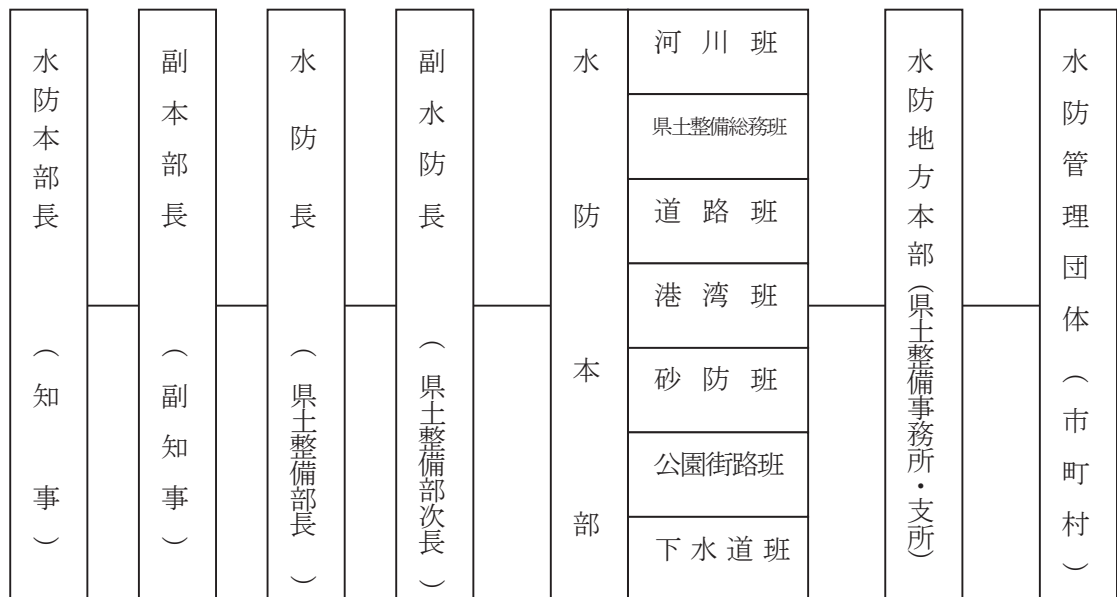 水防本部長（知事）
副本部長（副知事）
水防長（県土整備部長）
副水防長（県土整備部次長）
水防本部
河川班
県土整備総務班
道路班
港湾班
砂防班
公園街路班
下水道班
水防地方本部（県土整備事務所・支所）
水防管理団体（市町村）